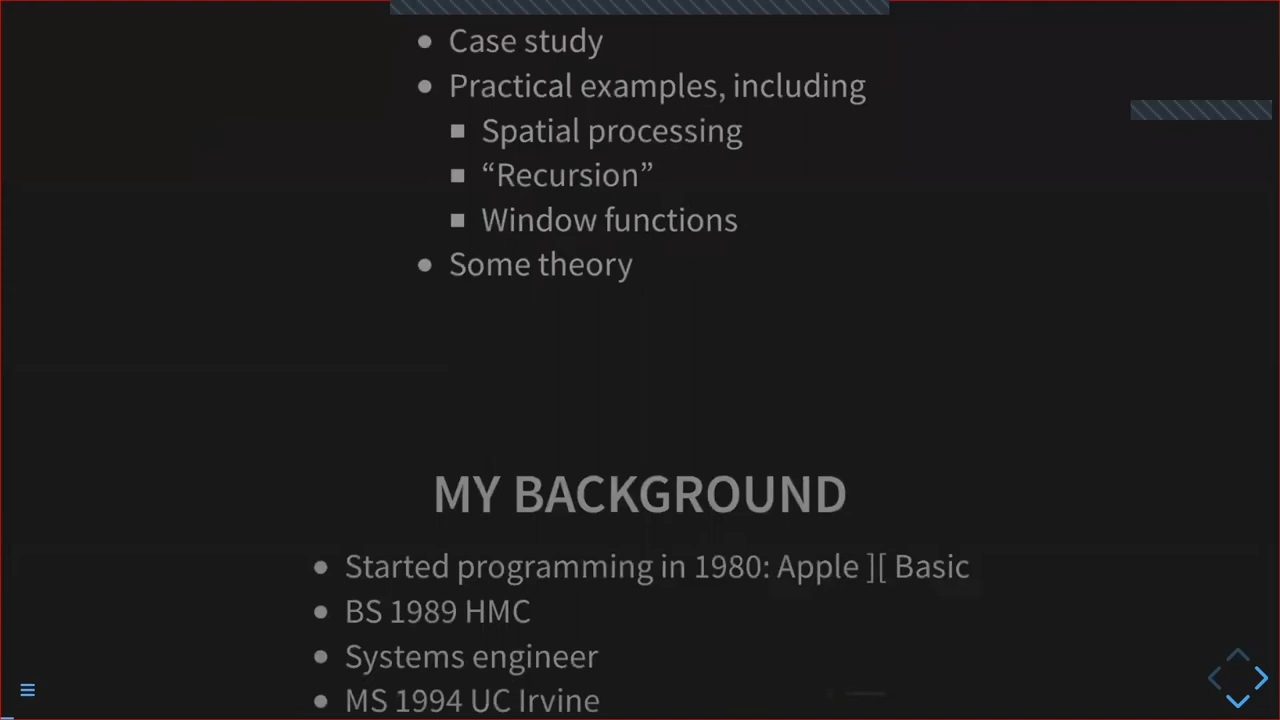 Case study
Practical examples, including
Spatial processing
“Recursion”
Window functions
Some theory
MY BACKGROUND
Started programming in 1980: Apple ][ Basic
BS 1989 HMC
Systems engineer
MS 1994 UC Irvine